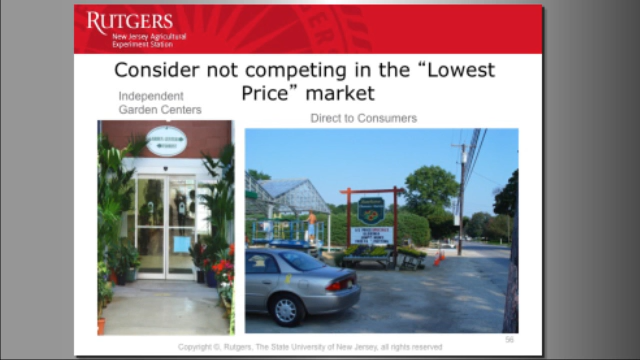 RUTGERS
New Jersey Agricultural
Experiment Station
Consider not competing in the “Lowest
Price” market
Independent
Garden Centers
Direct to Consumers
56
Copyright ©, Rutgers, The State University of New Jersey, all rights reserved